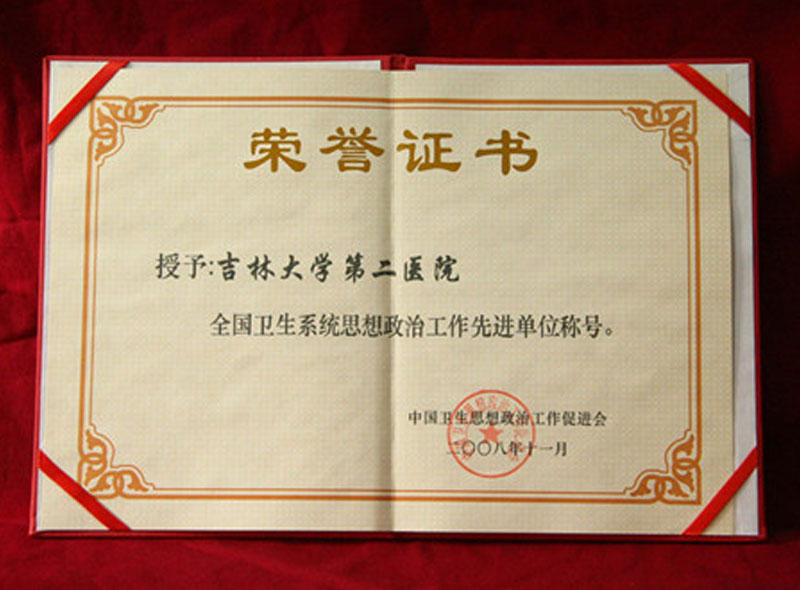 荣誉证书
授予:吉林大学第二医院
全国卫生系统思想政治工作先进单位称号。
中国卫生思想政治工作促进会
二〇〇八年十一月